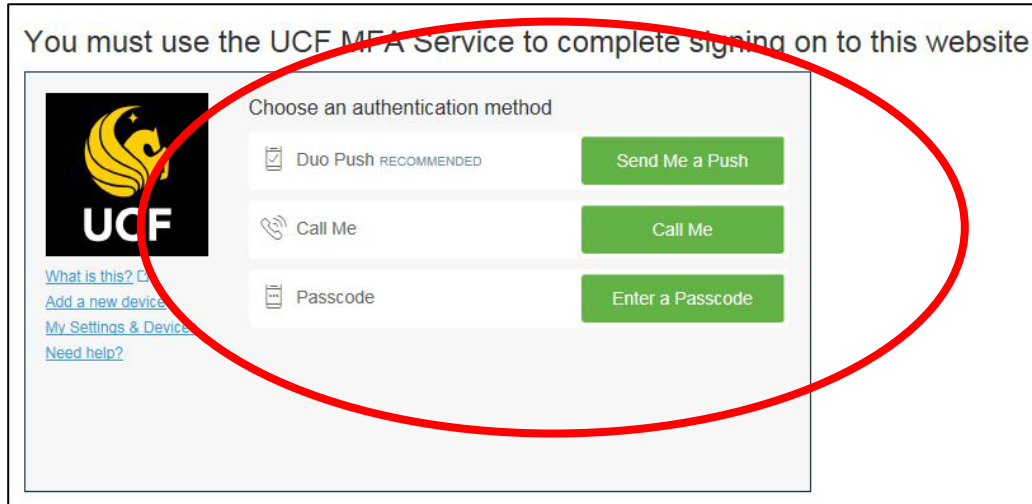 You must use the UCF MFA Service to complete signing on to this website
Choose an authentication method
Duo Push RECOMMENDED
Send Me a Push
Call Me
Call Me
Passcode
Enter a Passcode
UCF
What is this?
Add a new device
My Settings & Devices
Need help?